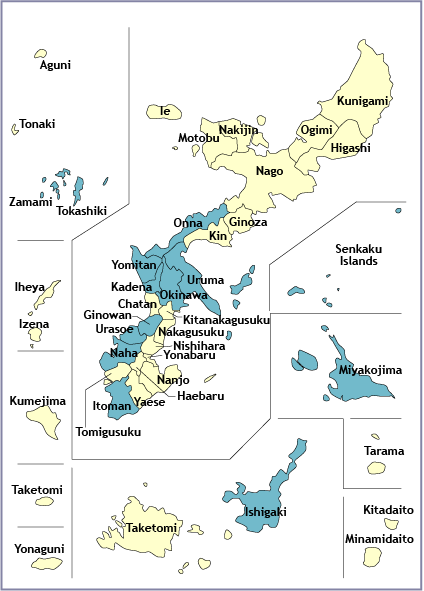 Aguni
Tonaki
Zamami
Tokashiki
Iheya
Izena
Kumejima
Taketomi
Yonaguni
Ie
Motobu
Nakijin
Kunigami
Ogimi
Higashi
Nago
Onna
Ginoza
Kin
Yomitan
Uruma
Kadena
Okinawa
Chatan
Kitanakagusuku
Ginowan
Nakagusuku
Urasoe
Nishihara
Naha
Yonabaru
Nanjo
Haebaru
Yaese
Itoman
Tomigusuku
Senkaku
Islands
Miyakojima
Tarama
Taketomi
Ishigaki
Kitadaito
Minamidaito